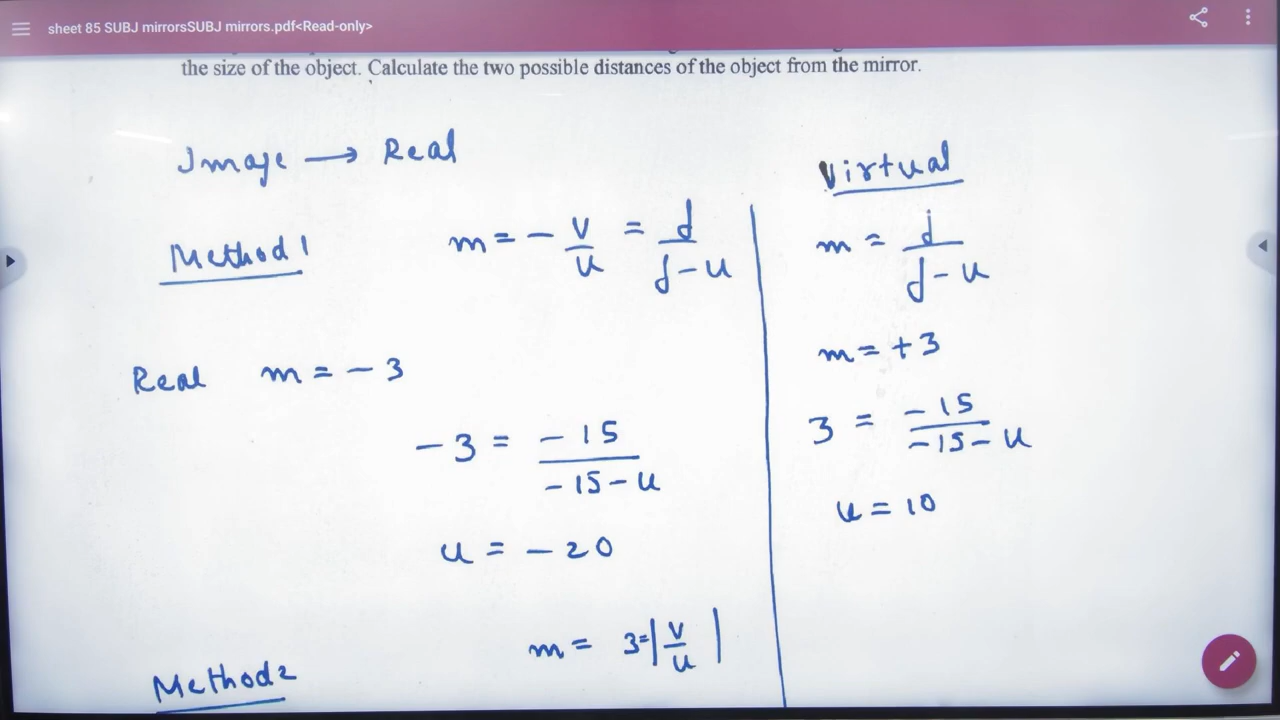 sheet 85 SUBJ mirrorsSUBJ mirrors.pdf<Read-only>
the size of the object. Calculate the two possible distances of the object from the mirror.
Image → Real
Method 1
m = - v/u = f/f-u
Real m = - 3
- 3 = - 15/- 15 - u
u = - 20
Method 2
m = 3 = |v/u|
Virtual
m = f/f-u
m = + 3
3 = - 15/- 15 - u
u = 10